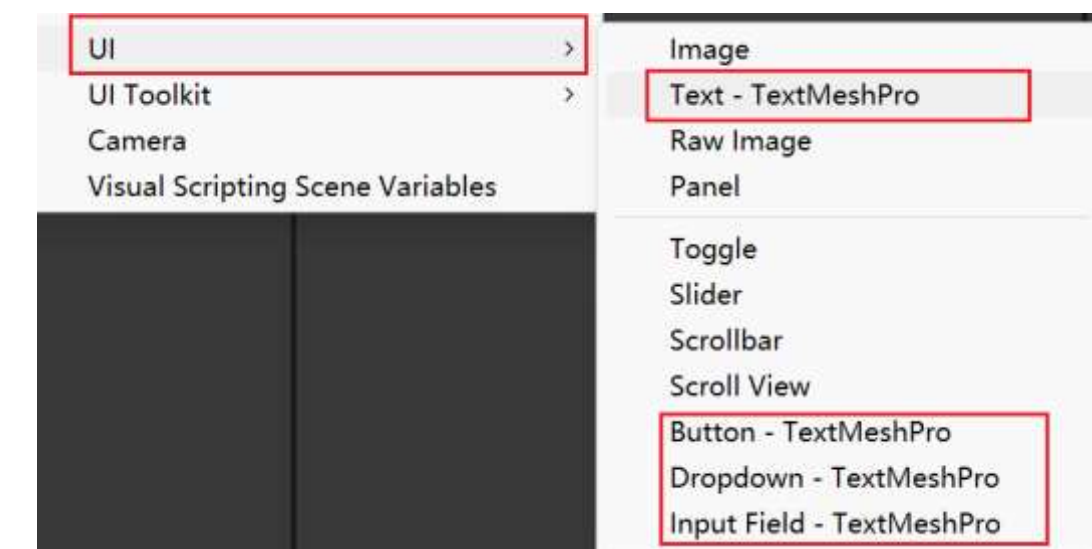 UI >
UI Toolkit >
Camera
Visual Scripting Scene Variables
Image
Text - TextMeshPro
Raw Image
Panel
Toggle
Slider
Scrollbar
Scroll View
Button - TextMeshPro
Dropdown - TextMeshPro
Input Field - TextMeshPro